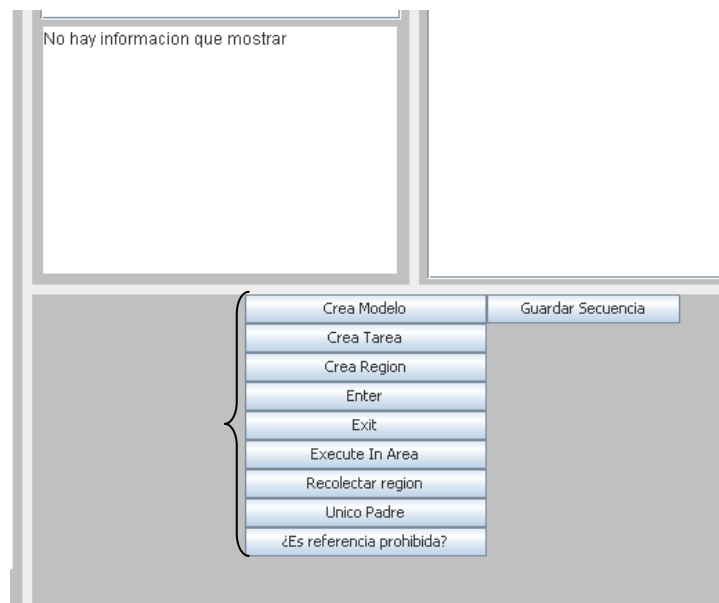 No hay informacion que mostrar
Crea Modelo
Guardar Secuencia
Crea Tarea
Crea Region
Enter
Exit
Execute In Area
Recolectar region
Unico Padre
¿Es referencia prohibida?